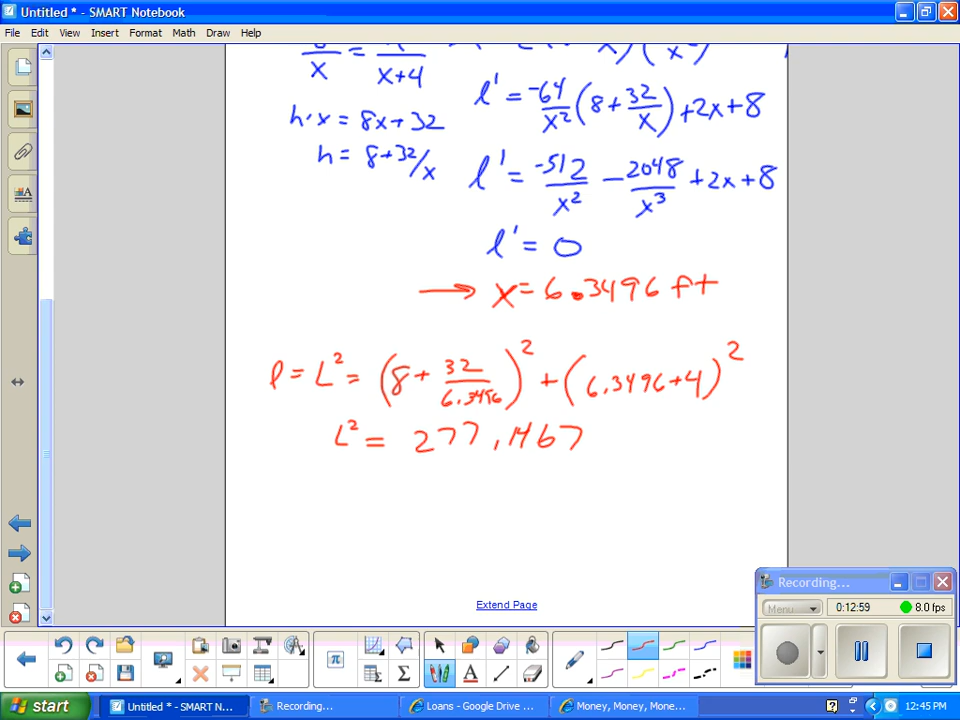 Untitled * - SMART Notebook
File Edit View Insert Format Math Draw Help
x = x+4
h·x = 8x+32
h = 8+32/x
l' = -64/x² (8+32/x) +2x+8
l' = -512/x² - 2048/x³ +2x+8
l' = 0
→ x = 6.3496 ft
l = L² = (8 + 32/6.3496)² + (6.3496+4)²
L² = 277.1467
Extend Page
Recording...
Menu
0:12:59
8.0 fps
start
Untitled * - SMART N...
Recording...
Loans - Google Drive ...
Money, Money, Mone...
12:45 PM